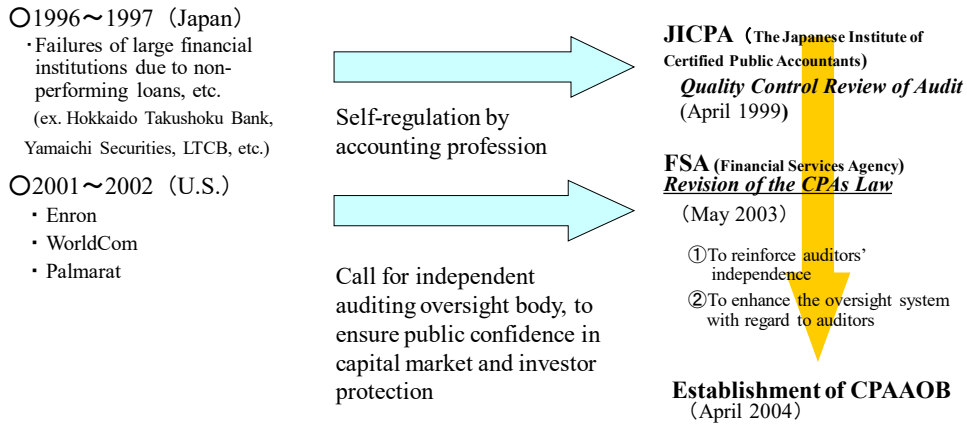 ○1996～1997（Japan）
・Failures of large financial
institutions due to non-
performing loans, etc.
(ex. Hokkaido Takushoku Bank,
Yamaichi Securities, LTCB, etc.)
○2001～2002（U.S.）
・ Enron
・ WorldCom
・ Palmarat
Self-regulation by
accounting profession
Call for independent
auditing oversight body, to
ensure public confidence in
capital market and investor
protection
JICPA（The Japanese Institute of
Certified Public Accountants)
Quality Control Review of Audit
(April 1999)
FSA (Financial Services Agency)
Revision of the CPAs Law
（May 2003）
①To reinforce auditors’
independence
②To enhance the oversight system
with regard to auditors
Establishment of CPAAOB
（April 2004）